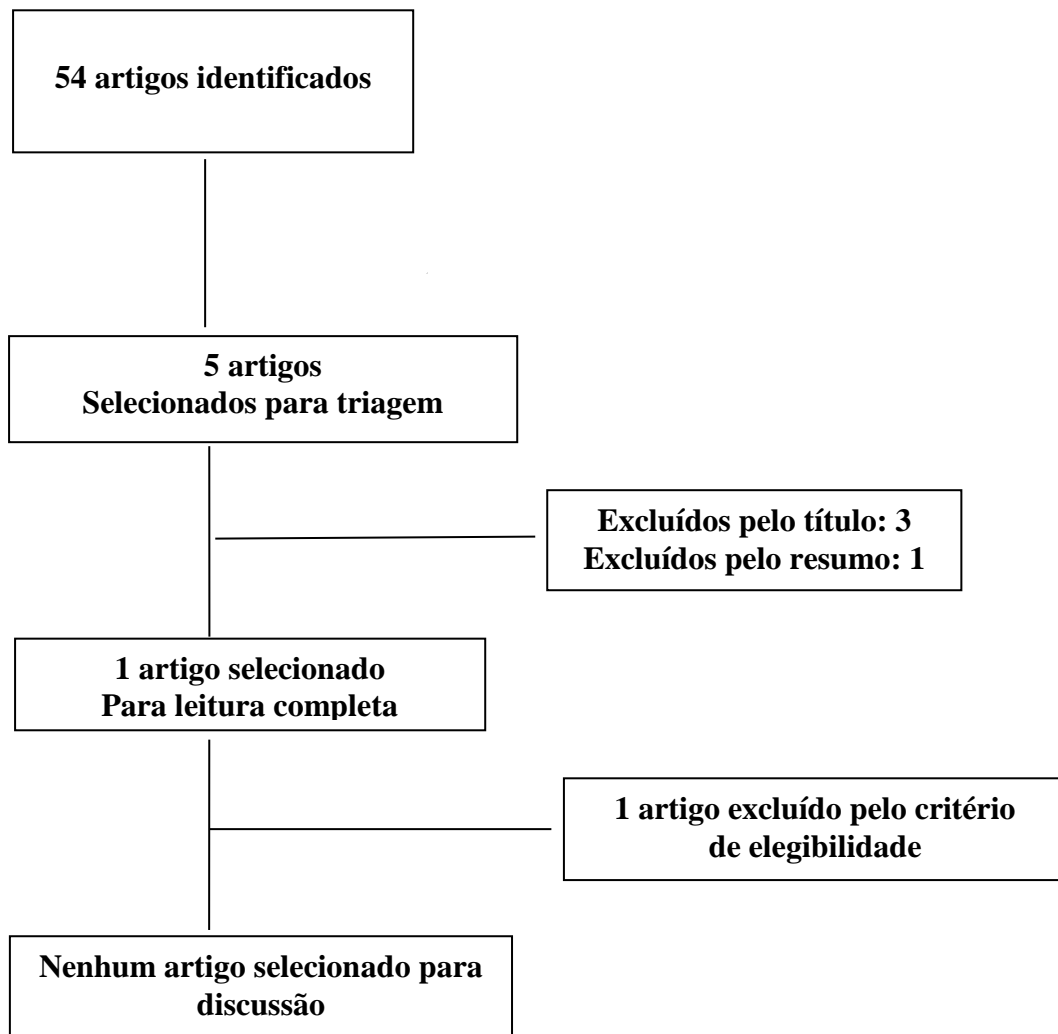 54 artigos identificados
5 artigos
Selecionados para triagem
Excluídos pelo título: 3
Excluídos pelo resumo: 1
1 artigo selecionado
Para leitura completa
1 artigo excluído pelo critério
de elegibilidade
Nenhum artigo selecionado para
discussão